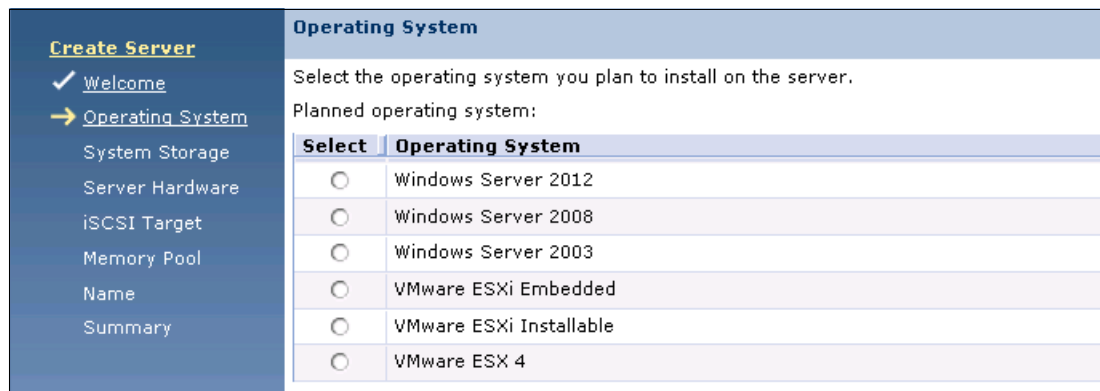 Create Server
Welcome
Operating System
System Storage
Server Hardware
iSCSI Target
Memory Pool
Name
Summary
Operating System
Select the operating system you plan to install on the server.
Planned operating system:
Select Operating System
Windows Server 2012
Windows Server 2008
Windows Server 2003
VMware ESXi Embedded
VMware ESXi Installable
VMware ESX 4